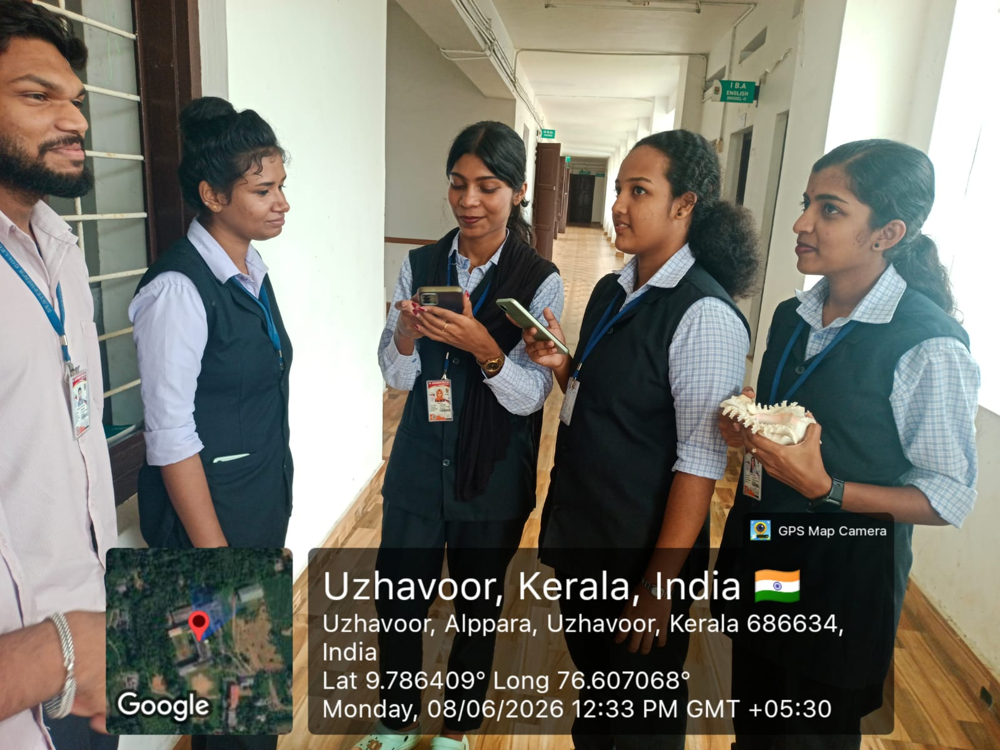 I B.A
ENGLISH
(MODEL-I)
GPS Map Camera
Uzhavoor, Kerala, India
Uzhavoor, Alppara, Uzhavoor, Kerala 686634,
India
Lat 9.786409° Long 76.607068°
Monday, 08/06/2026 12:33 PM GMT +05:30
Google